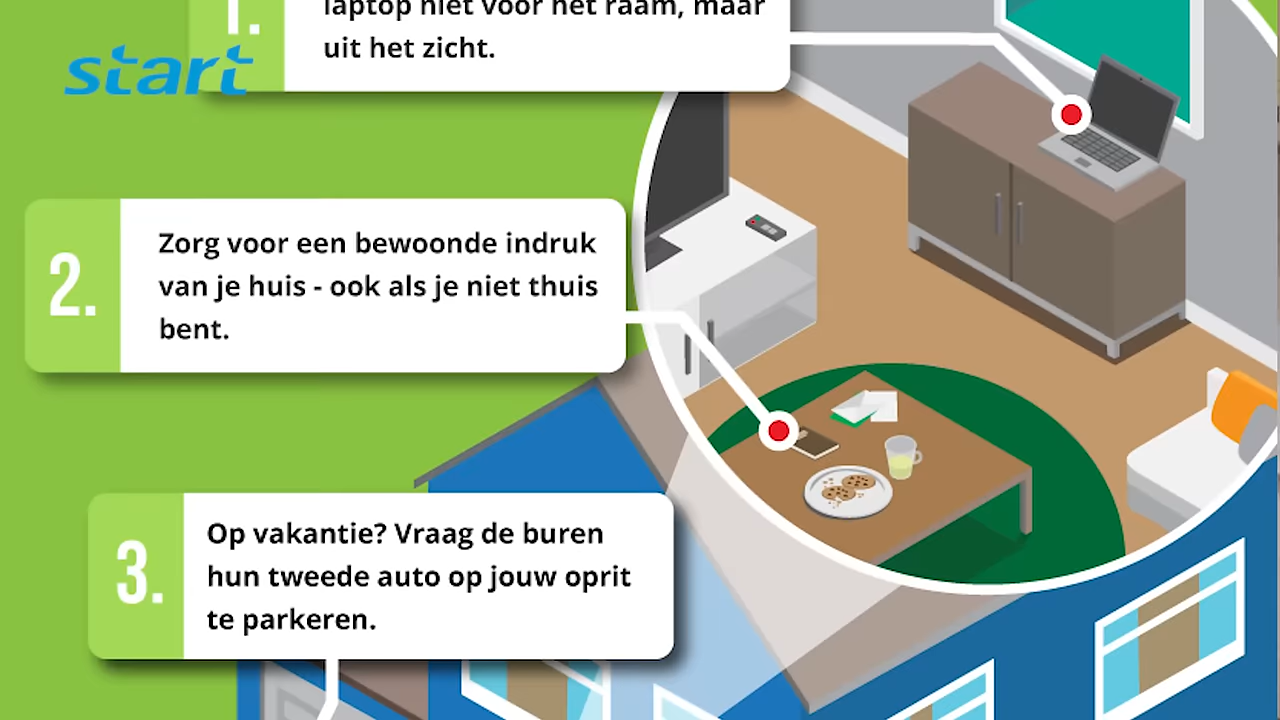 1.
laptop niet voor het raam, maar
uit het zicht.
start
2.
Zorg voor een bewoonde indruk
van je huis - ook als je niet thuis
bent.
3.
Op vakantie? Vraag de buren
hun tweede auto op jouw oprit
te parkeren.